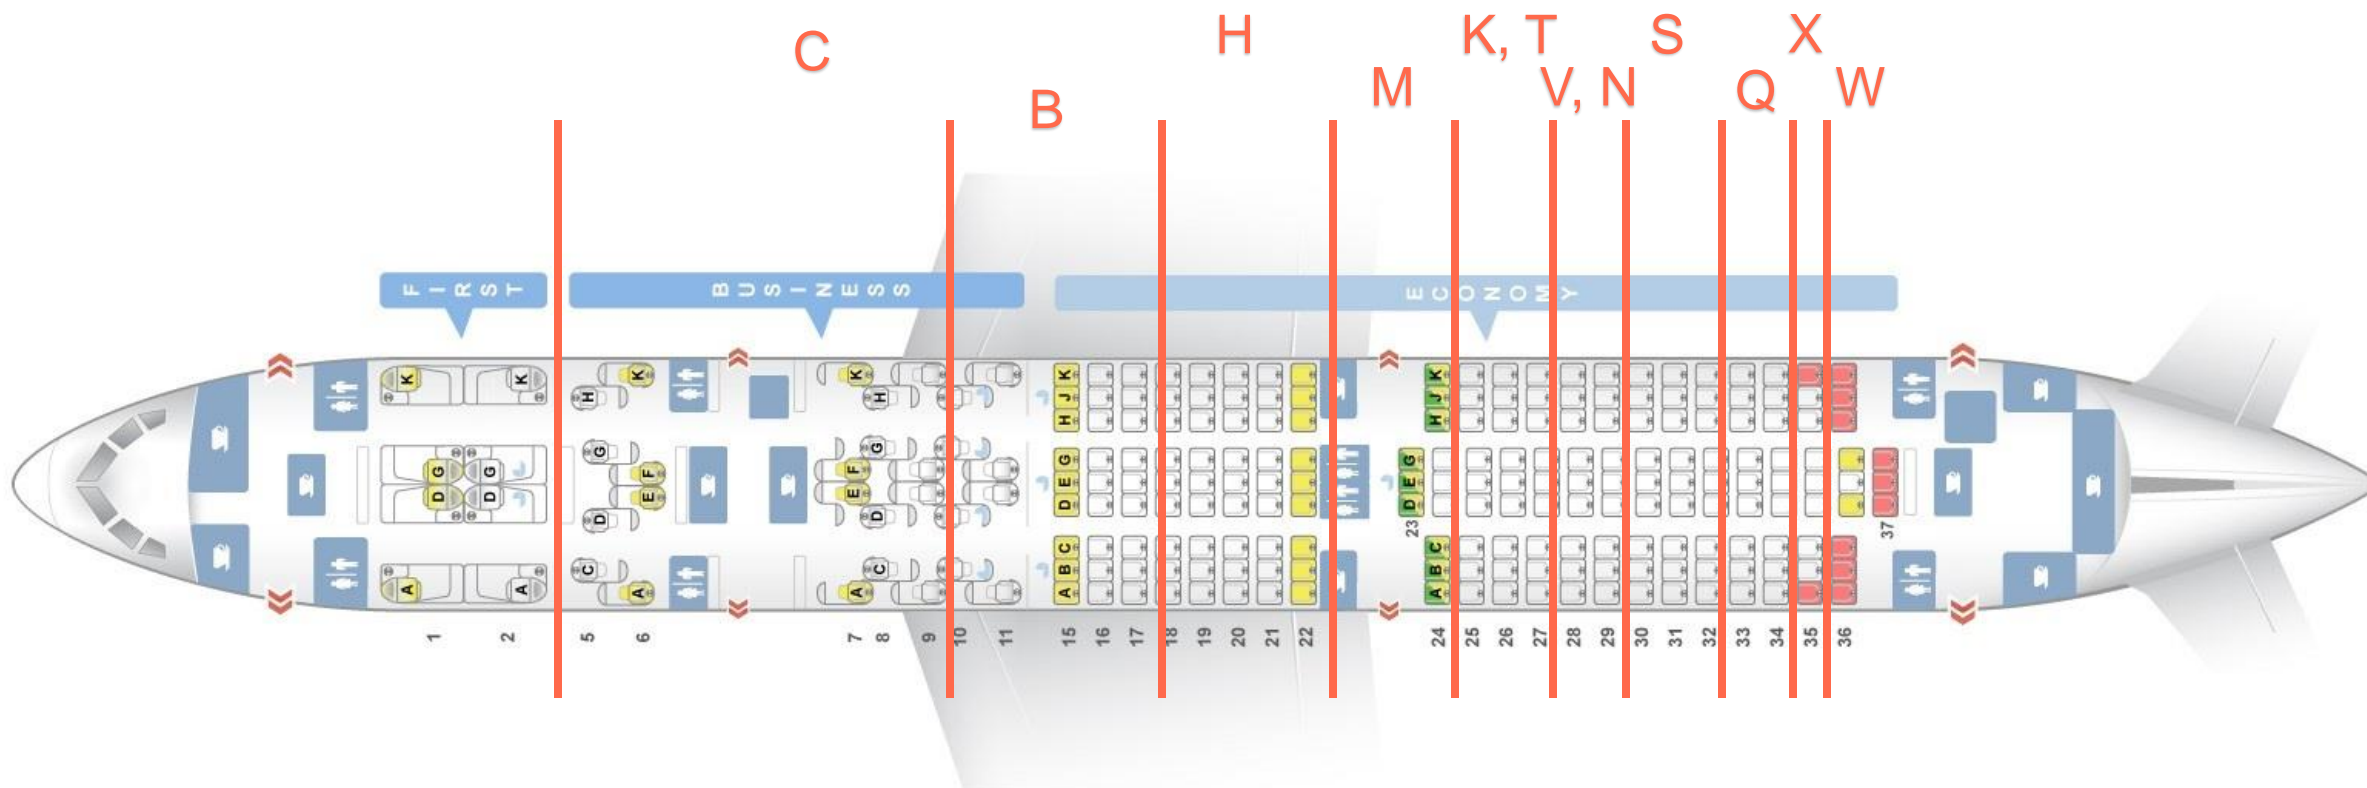 H K, T S X
C M V, N Q W
B
FIRST BUSINESS ECONOMY
K K K K K K
H H J J
H H
G G G G F G F G G
D D E E D E D E
D D
C C C C
B B
A A A A A A
23 37
1 2 5 6 7 8 9 10 11 15 16 17 18 19 20 21 22 24 25 26 27 28 29 30 31 32 33 34 35 36